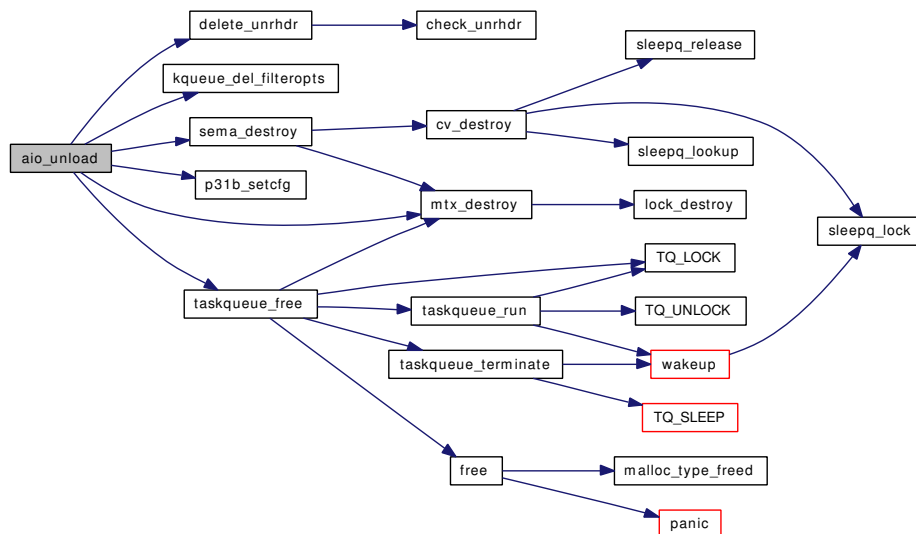 delete_unrhdr
check_unrhdr
sleepq_release
kqueue_del_filteropts
sema_destroy
cv_destroy
aio_unload
sleepq_lookup
p31b_setcfg
mtx_destroy
lock_destroy
sleepq_lock
TQ_LOCK
taskqueue_free
taskqueue_run
TQ_UNLOCK
taskqueue_terminate
wakeup
TQ_SLEEP
free
malloc_type_freed
panic